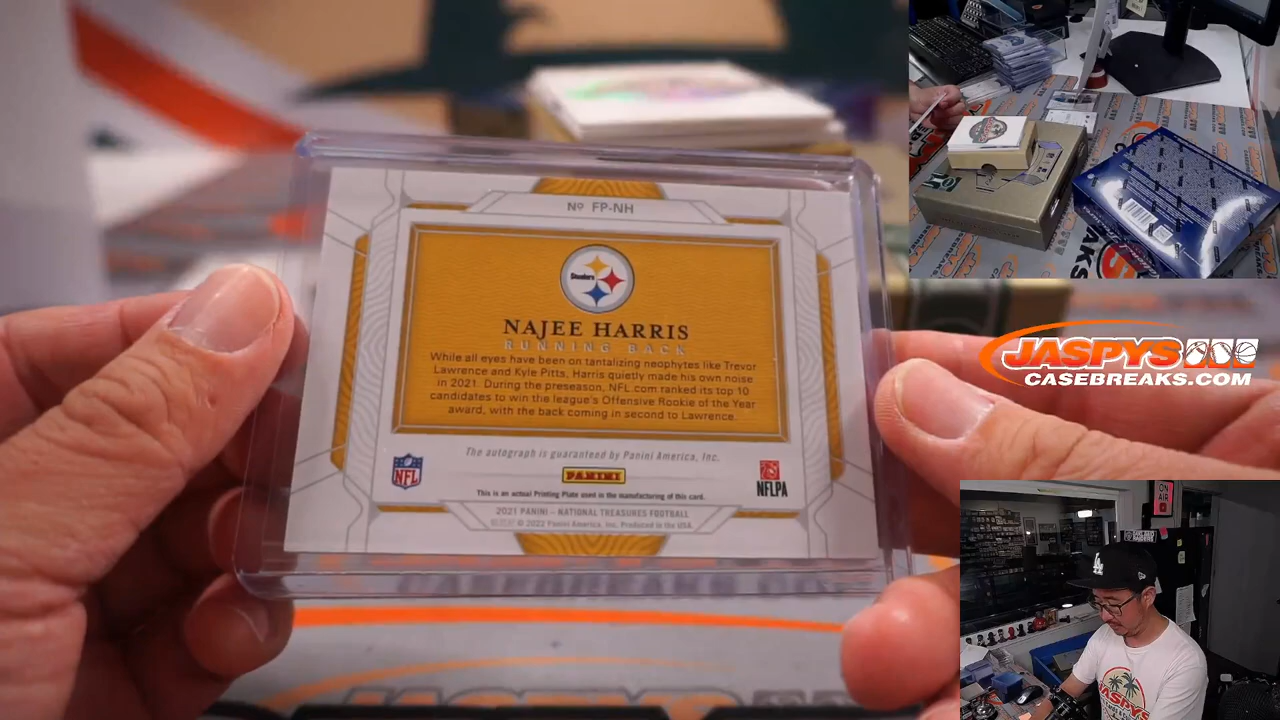 Nº FP-NH
Steelers
NAJEE HARRIS
RUNNING BACK
While all eyes have been on tantalizing neophytes like Trevor
Lawrence and Kyle Pitts, Harris quietly made his own noise
in 2021. During the preseason, NFL.com ranked its top 10
candidates to win the league's Offensive Rookie of the Year
award, with the back coming in second to Lawrence.
The autograph is guaranteed by Panini America, Inc.
NFL
PANINI
NFLPA
This is an actual Printing Plate used in the manufacturing of this card.
2021 PANINI – NATIONAL TREASURES FOOTBALL
© 2022 Panini America, Inc. Produced in the USA.
JASPYS
CASEBREAKS.COM
ON
AIR
LA
JASPYS